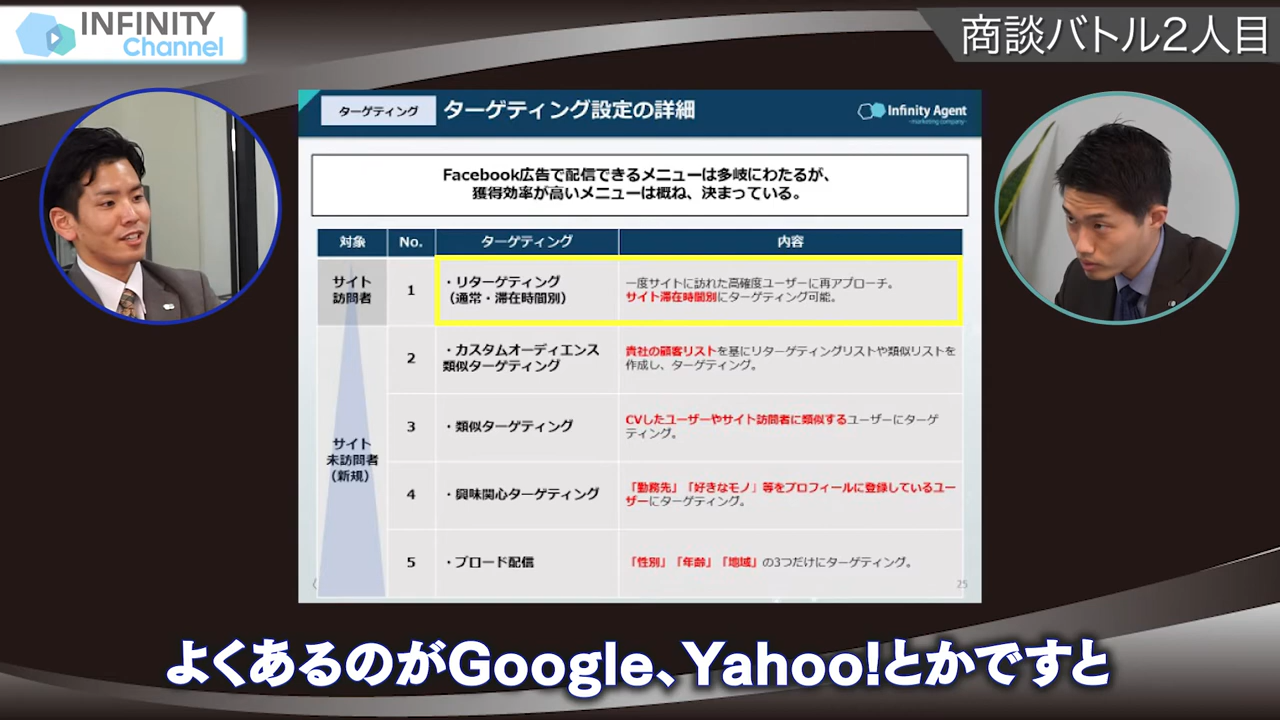 INFINITY
Channel
商談バトル2人目
ターゲティング
ターゲティング設定の詳細
Infinity Agent
-marketing company-
Facebook広告で配信できるメニューは多岐にわたるが、
獲得効率が高いメニューは概ね、決まっている。
対象
No.
ターゲティング
内容
サイト
訪問者
1
・リターゲティング
(通常・滞在時間別)
一度サイトに訪れた高確度ユーザーに再アプローチ。
サイト滞在時間別にターゲティング可能。
2
・カスタムオーディエンス
類似ターゲティング
貴社の顧客リストを基にリターゲティングリストや類似リストを
作成し、ターゲティング。
サイト
未訪問者
(新規)
3
・類似ターゲティング
CVしたユーザーやサイト訪問者に類似するユーザーにターゲ
ティング。
4
・興味関心ターゲティング
「勤務先」「好きなモノ」等をプロフィールに登録しているユー
ザーにターゲティング。
5
・ブロード配信
「性別」「年齢」「地域」の3つだけにターゲティング。
25
よくあるのがGoogle、Yahoo!とかですと